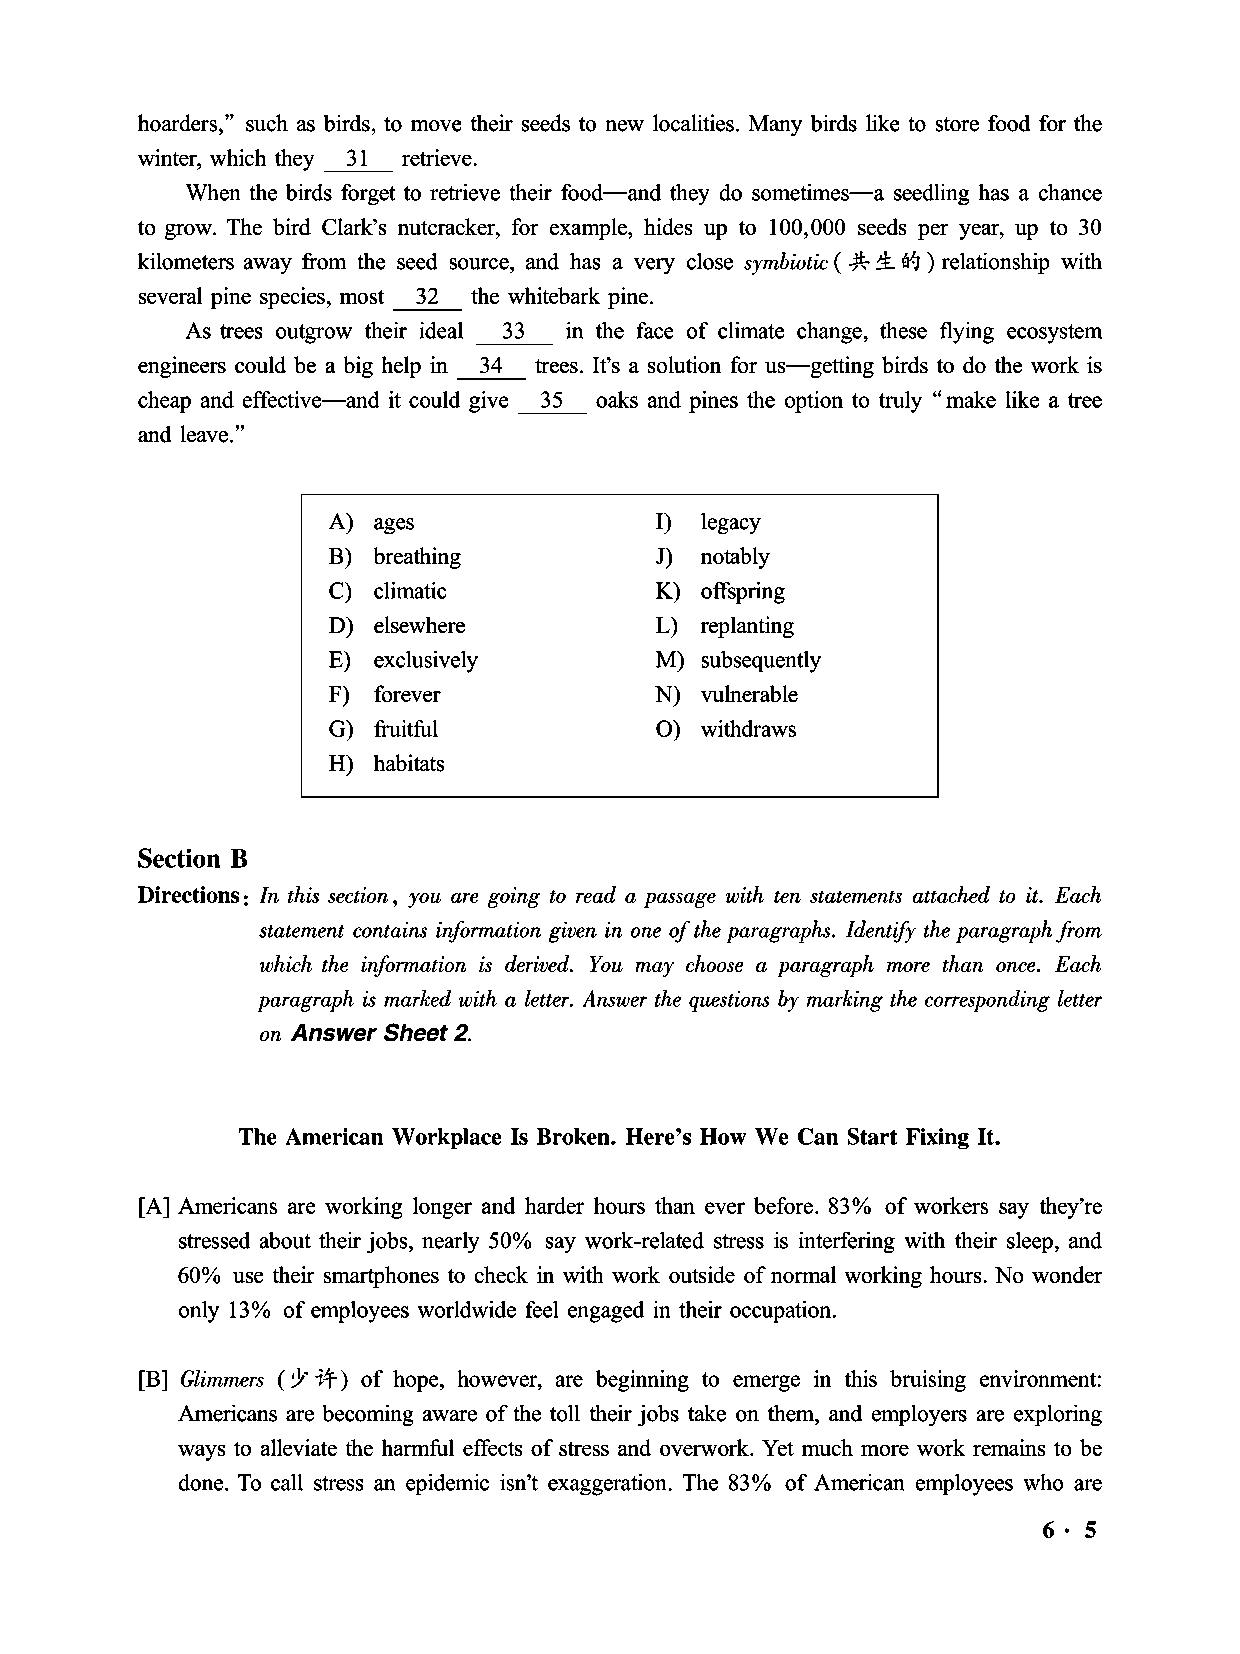 hoarders,” such as birds, to move their seeds to new localities. Many birds like to store food for the
winter, which they 31 retrieve.
When the birds forget to retrieve their food—and they do sometimes—a seedling has a chance
to grow. The bird Clark’s nutcracker, for example, hides up to 100,000 seeds per year, up to 30
kilometers away from the seed source, and has a very close symbiotic (共生的) relationship with
several pine species, most 32 the whitebark pine.
As trees outgrow their ideal 33 in the face of climate change, these flying ecosystem
engineers could be a big help in 34 trees. It’s a solution for us—getting birds to do the work is
cheap and effective—and it could give 35 oaks and pines the option to truly “make like a tree
and leave.”
A) ages I) legacy
B) breathing J) notably
C) climatic K) offspring
D) elsewhere L) replanting
E) exclusively M) subsequently
F) forever N) vulnerable
G) fruitful O) withdraws
H) habitats
Section B
Directions: In this section, you are going to read a passage with ten statements attached to it. Each
statement contains information given in one of the paragraphs. Identify the paragraph from
which the information is derived. You may choose a paragraph more than once. Each
paragraph is marked with a letter. Answer the questions by marking the corresponding letter
on Answer Sheet 2.
The American Workplace Is Broken. Here’s How We Can Start Fixing It.
[A] Americans are working longer and harder hours than ever before. 83% of workers say they’re
stressed about their jobs, nearly 50% say work-related stress is interfering with their sleep, and
60% use their smartphones to check in with work outside of normal working hours. No wonder
only 13% of employees worldwide feel engaged in their occupation.
[B] Glimmers (少许) of hope, however, are beginning to emerge in this bruising environment:
Americans are becoming aware of the toll their jobs take on them, and employers are exploring
ways to alleviate the harmful effects of stress and overwork. Yet much more work remains to be
done. To call stress an epidemic isn’t exaggeration. The 83% of American employees who are
6 · 5